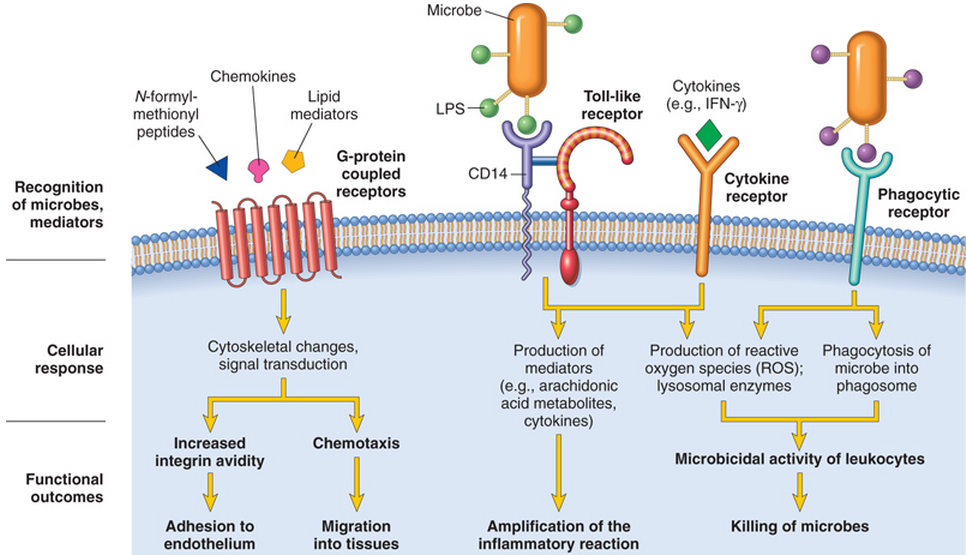 Microbe
Chemokines
N-formyl-
methionyl
peptides
Lipid
mediators
LPS
Toll-like
receptor
Cytokines
(e.g., IFN-γ)
G-protein
coupled
receptors
CD14
Cytokine
receptor
Phagocytic
receptor
Recognition
of microbes,
mediators
Cellular
response
Cytoskeletal changes,
signal transduction
Production of
mediators
(e.g., arachidonic
acid metabolites,
cytokines)
Production of reactive
oxygen species (ROS);
lysosomal enzymes
Phagocytosis of
microbe into
phagosome
Functional
outcomes
Increased
integrin avidity
Chemotaxis
Microbicidal activity of leukocytes
Adhesion to
endothelium
Migration
into tissues
Amplification of the
inflammatory reaction
Killing of microbes